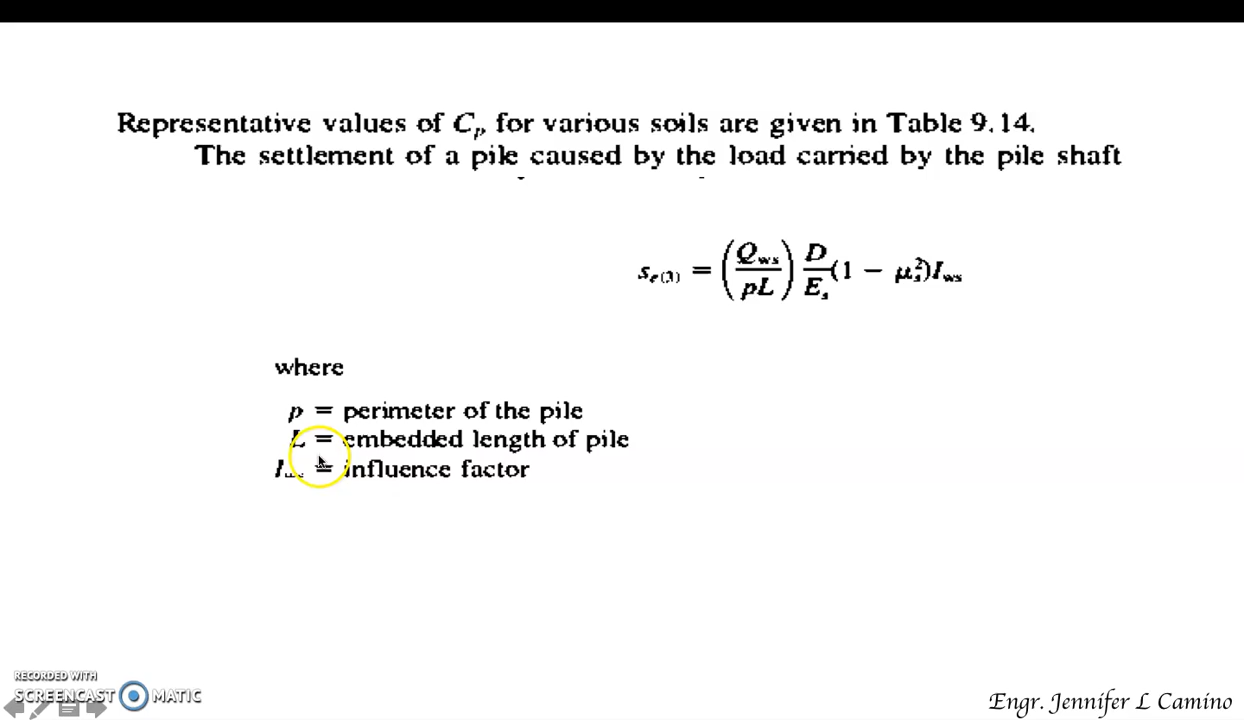 Representative values of Cp for various soils are given in Table 9.14.
The settlement of a pile caused by the load carried by the pile shaft
s_e(3) = (Q_ws / pL) D/E_s (1 − μ_s²)I_ws
where
p = perimeter of the pile
L = embedded length of pile
I = influence factor
RECORDED WITH
SCREENCAST MATIC
Engr. Jennifer L Camino